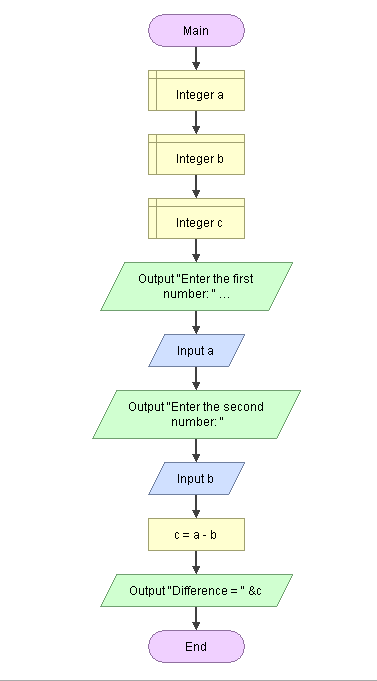 Main
Integer a
Integer b
Integer c
Output "Enter the first
number: " ...
Input a
Output "Enter the second
number: "
Input b
c = a - b
Output "Difference = " &c
End